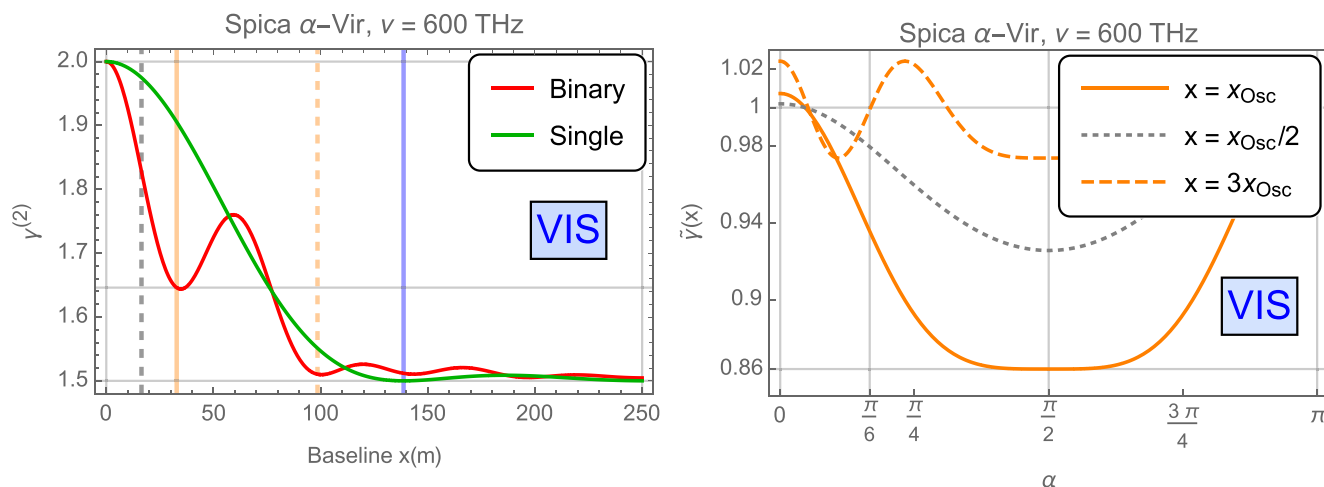 Spica α–Vir, ν = 600 THz
2.0
1.9
1.8
1.7
1.6
1.5
γ(2)
Binary
Single
VIS
0
50
100
150
200
250
Baseline x(m)
Spica α–Vir, ν = 600 THz
1.02
1
0.98
0.94
0.9
0.86
γ̃(x)
x = xOsc
x = xOsc/2
x = 3xOsc
VIS
0
π/6
π/4
π/2
3 π/4
π
α